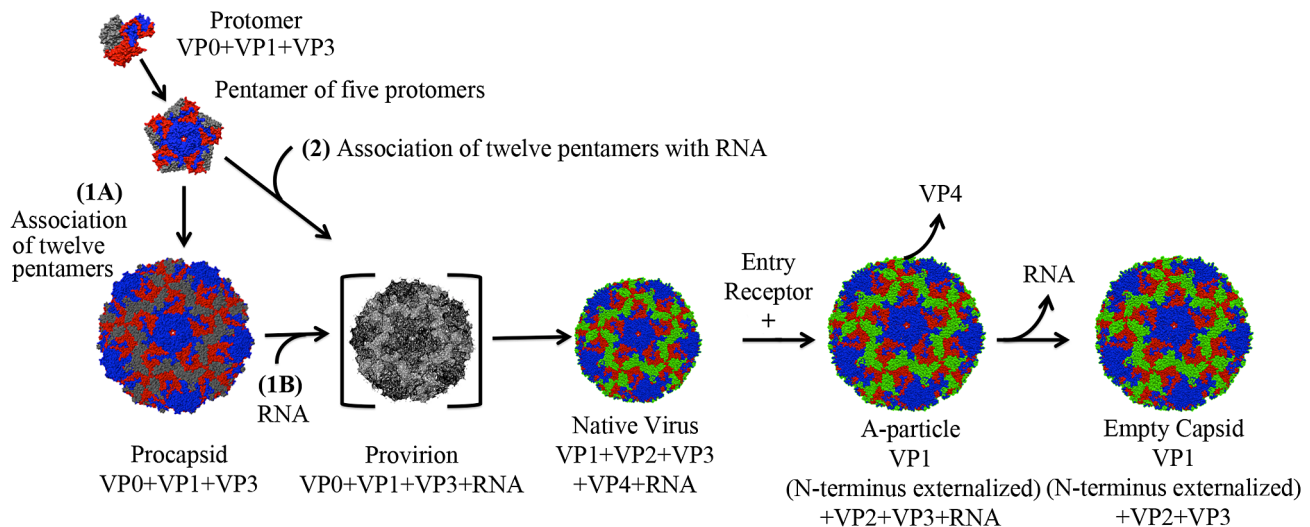 Protomer
VP0+VP1+VP3
Pentamer of five protomers
(2) Association of twelve pentamers with RNA
(1A)
Association
of twelve
pentamers
VP4
Entry
Receptor
+
RNA
(1B)
RNA
Procapsid
VP0+VP1+VP3
Provirion
VP0+VP1+VP3+RNA
Native Virus
VP1+VP2+VP3
+VP4+RNA
A-particle
VP1
(N-terminus externalized)
+VP2+VP3+RNA
Empty Capsid
VP1
(N-terminus externalized)
+VP2+VP3